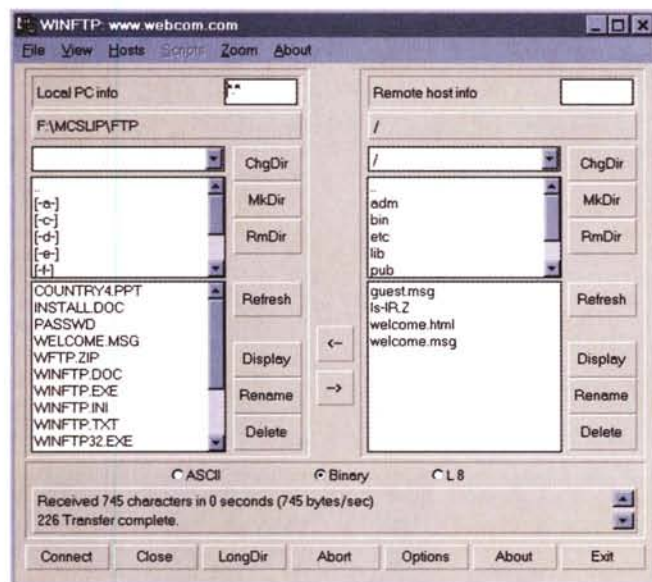 WINFTP: www.webcom.com
File View Hosts Scripts Zoom About
Local PC info
*.*
F:\MCSLIP\FTP
ChgDir
..
[-a-]
[-c-]
[-d-]
[-e-]
[-f-]
MkDir
RmDir
COUNTRY4.PPT
INSTALL.DOC
PASSWD
WELCOME.MSG
WFTP.ZIP
WINFTP.DOC
WINFTP.EXE
WINFTP.INI
WINFTP.TXT
WINFTP32.EXE
Refresh
Display
Rename
Delete
<-
->
Remote host info
/
/
ChgDir
..
adm
bin
etc
lib
pub
MkDir
RmDir
guest.msg
ls-lR.Z
welcome.html
welcome.msg
Refresh
Display
Rename
Delete
ASCII Binary L 8
Received 745 characters in 0 seconds (745 bytes/sec)
226 Transfer complete.
Connect Close LongDir Abort Options About Exit